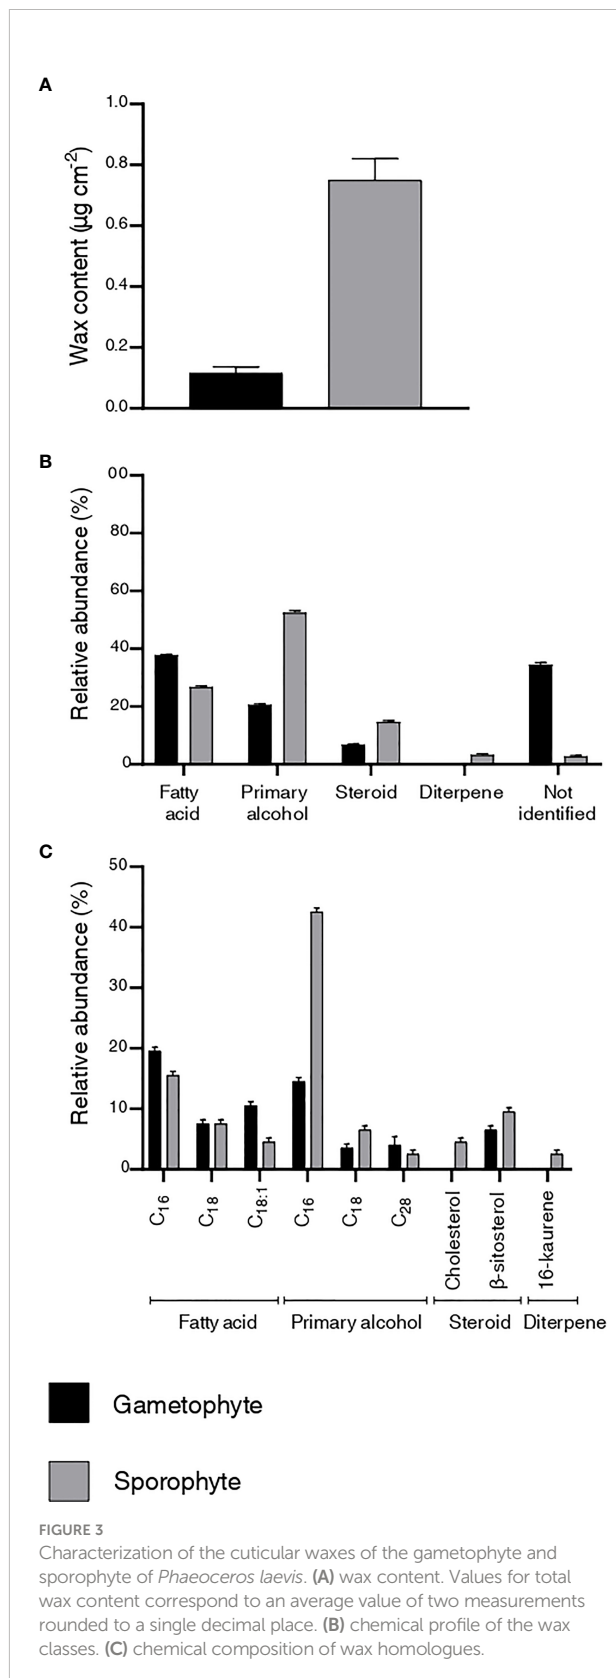 A
Wax content (µg cm-2)
1.0
0.8
0.6
0.4
0.2
0.0
B
Relative abundance (%)
00
80
60
40
20
0
Fatty acid
Primary alcohol
Steroid
Diterpene
Not identified
C
Relative abundance (%)
50
40
30
20
10
0
C16
C18
C18:1
C16
C18
C28
Cholesterol
β-sitosterol
16-kaurene
Fatty acid
Primary alcohol
Steroid
Diterpene
Gametophyte
Sporophyte
FIGURE 3
Characterization of the cuticular waxes of the gametophyte and
sporophyte of Phaeoceros laevis. (A) wax content. Values for total
wax content correspond to an average value of two measurements
rounded to a single decimal place. (B) chemical profile of the wax
classes. (C) chemical composition of wax homologues.